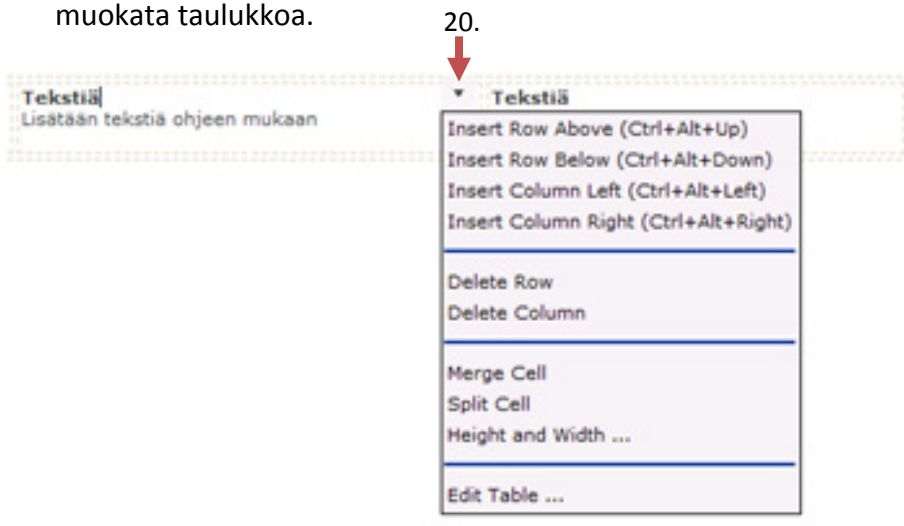 muokata taulukkoa.
20.
Tekstiä Tekstiä
Lisätään tekstiä ohjeen mukaan
Insert Row Above (Ctrl+Alt+Up)
Insert Row Below (Ctrl+Alt+Down)
Insert Column Left (Ctrl+Alt+Left)
Insert Column Right (Ctrl+Alt+Right)
Delete Row
Delete Column
Merge Cell
Split Cell
Height and Width ...
Edit Table ...